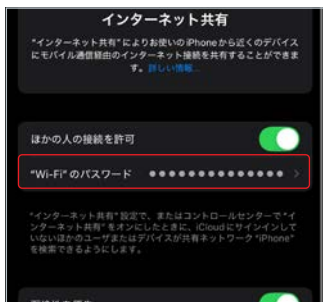 インターネット共有
"インターネット共有"によりお使いのiPhoneから近くのデバイス
にモバイル通信経由のインターネット接続を共有することができま
す。詳しい情報...
ほかの人の接続を許可
"Wi-Fi"のパスワード ●●●●●●●●●●●●●● >
"インターネット共有"設定で、またはコントロールセンターで"イ
ンターネット共有"をオンにしたときに、iCloudにサインインして
いないほかのユーザまたはデバイスが共有ネットワーク"iPhone"
を検索できるようにします。